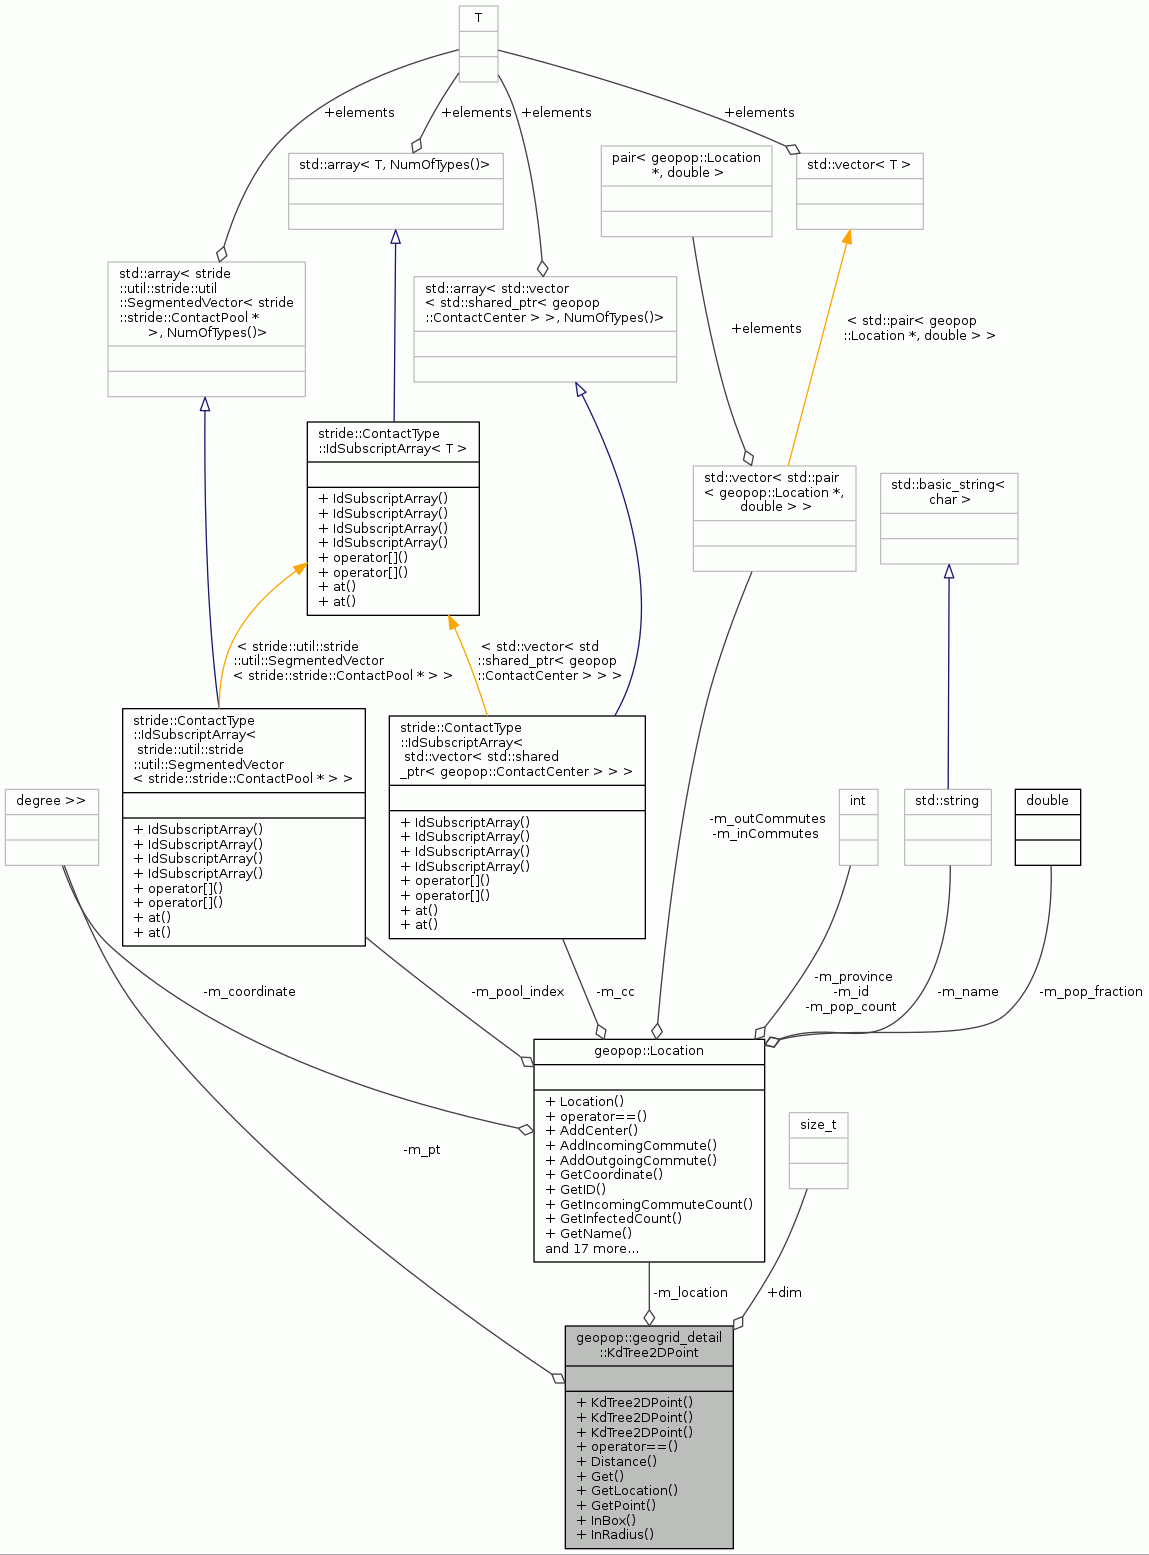 T
+elements
+elements
+elements
+elements
std::array< T, NumOfTypes()>
pair< geopop::Location
*, double >
std::vector< T >
std::array< stride
::util::stride::util
::SegmentedVector< stride
::stride::ContactPool *
>, NumOfTypes()>
std::array< std::vector
< std::shared_ptr< geopop
::ContactCenter > >, NumOfTypes()>
+elements
< std::pair< geopop
::Location *, double > >
stride::ContactType
::IdSubscriptArray< T >
+ IdSubscriptArray()
+ IdSubscriptArray()
+ IdSubscriptArray()
+ IdSubscriptArray()
+ operator[]()
+ operator[]()
+ at()
+ at()
std::vector< std::pair
< geopop::Location *,
double > >
std::basic_string<
char >
< stride::util::stride
::util::SegmentedVector
< stride::stride::ContactPool * > >
< std::vector< std
::shared_ptr< geopop
::ContactCenter > > >
stride::ContactType
::IdSubscriptArray<
stride::util::stride
::util::SegmentedVector
< stride::stride::ContactPool * > >
+ IdSubscriptArray()
+ IdSubscriptArray()
+ IdSubscriptArray()
+ IdSubscriptArray()
+ operator[]()
+ operator[]()
+ at()
+ at()
stride::ContactType
::IdSubscriptArray<
std::vector< std::shared
_ptr< geopop::ContactCenter > > >
+ IdSubscriptArray()
+ IdSubscriptArray()
+ IdSubscriptArray()
+ IdSubscriptArray()
+ operator[]()
+ operator[]()
+ at()
+ at()
degree >>
-m_outCommutes
-m_inCommutes
int
std::string
double
-m_coordinate
-m_pool_index
-m_cc
-m_province
-m_id
-m_pop_count
-m_name
-m_pop_fraction
geopop::Location
+ Location()
+ operator==()
+ AddCenter()
+ AddIncomingCommute()
+ AddOutgoingCommute()
+ GetCoordinate()
+ GetID()
+ GetIncomingCommuteCount()
+ GetInfectedCount()
+ GetName()
and 17 more...
size_t
-m_pt
-m_location
+dim
geopop::geogrid_detail
::KdTree2DPoint
+ KdTree2DPoint()
+ KdTree2DPoint()
+ KdTree2DPoint()
+ operator==()
+ Distance()
+ Get()
+ GetLocation()
+ GetPoint()
+ InBox()
+ InRadius()